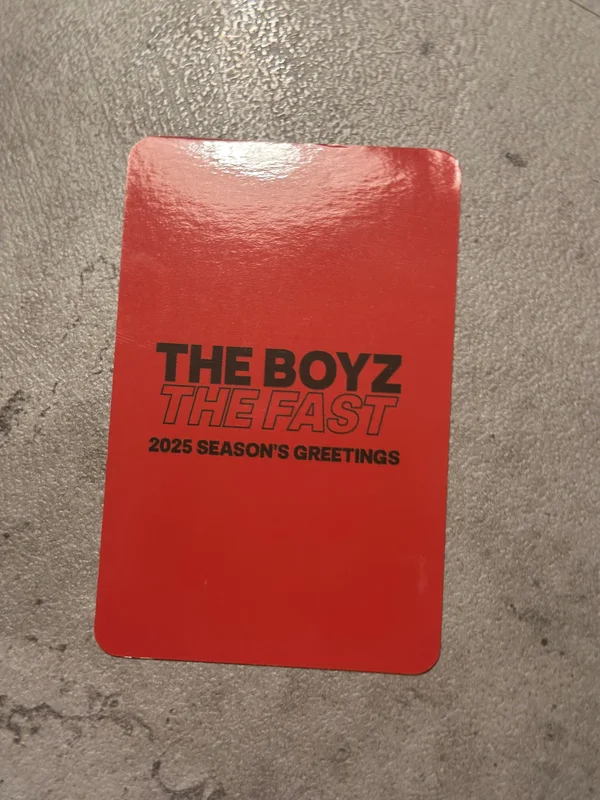 THE BOYZ
THE FAST
2025 SEASON'S GREETINGS